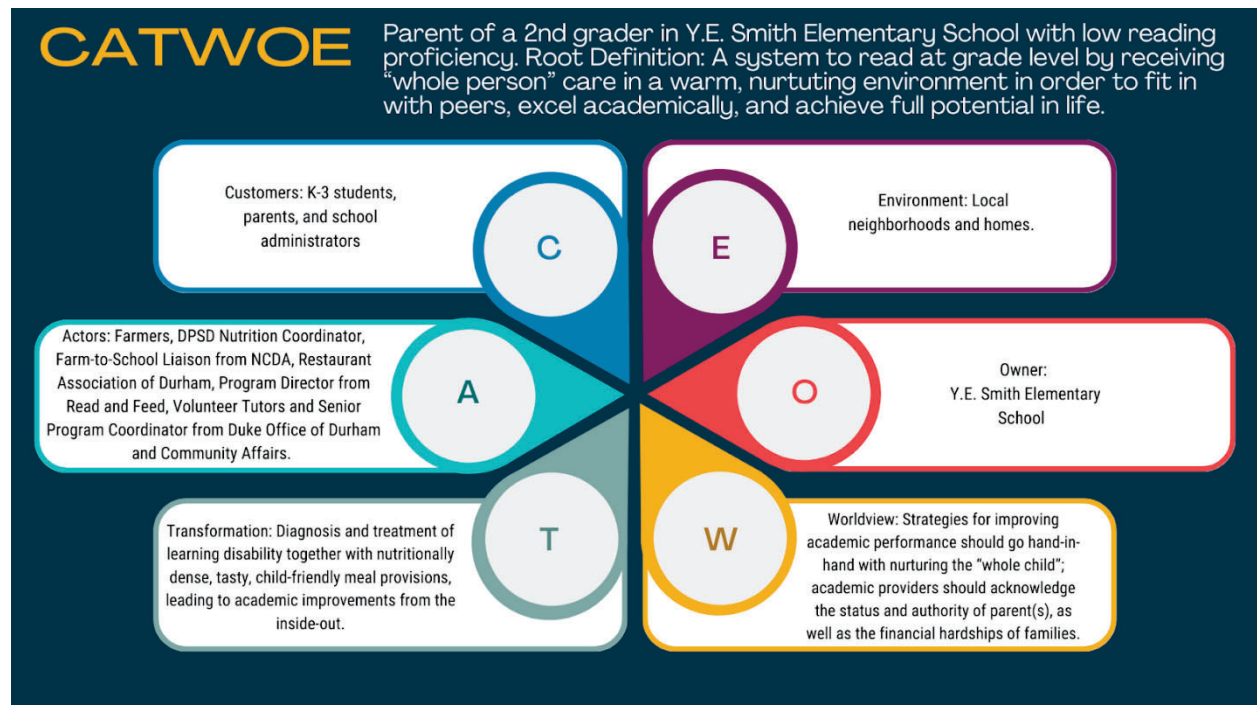 CATWOE
Parent of a 2nd grader in Y.E. Smith Elementary School with low reading
proficiency. Root Definition: A system to read at grade level by receiving
“whole person” care in a warm, nurtuting environment in order to fit in
with peers, excel academically, and achieve full potential in life.
Customers: K-3 students,
parents, and school
administrators
C
E
Environment: Local
neighborhoods and homes.
Actors: Farmers, DPSD Nutrition Coordinator,
Farm-to-School Liaison from NCDA, Restaurant
Association of Durham, Program Director from
Read and Feed, Volunteer Tutors and Senior
Program Coordinator from Duke Office of Durham
and Community Affairs.
A
O
Owner:
Y.E. Smith Elementary
School
Transformation: Diagnosis and treatment of
learning disability together with nutritionally
dense, tasty, child-friendly meal provisions,
leading to academic improvements from the
inside-out.
T
W
Worldview: Strategies for improving
academic performance should go hand-in-
hand with nurturing the “whole child”;
academic providers should acknowledge
the status and authority of parent(s), as
well as the financial hardships of families.